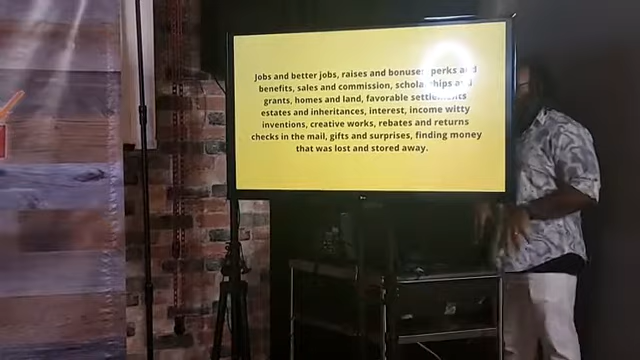 Jobs and better jobs, raises and bonuses perks and
benefits, sales and commission, scholarships and
grants, homes and land, favorable settlements
estates and inheritances, interest, income witty
inventions, creative works, rebates and returns
checks in the mail, gifts and surprises, finding money
that was lost and stored away.